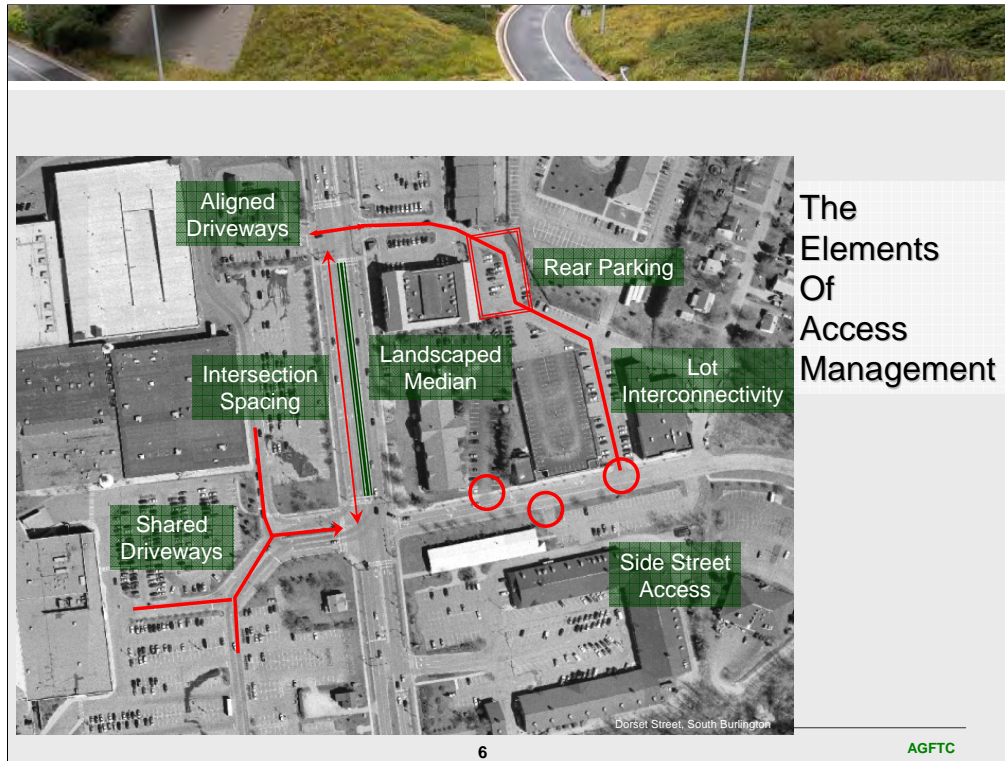 Aligned
Driveways
Rear Parking
Landscaped
Median
Intersection
Spacing
Lot
Interconnectivity
Shared
Driveways
Side Street
Access
Dorset Street, South Burlington
The
Elements
Of
Access
Management
6
AGFTC